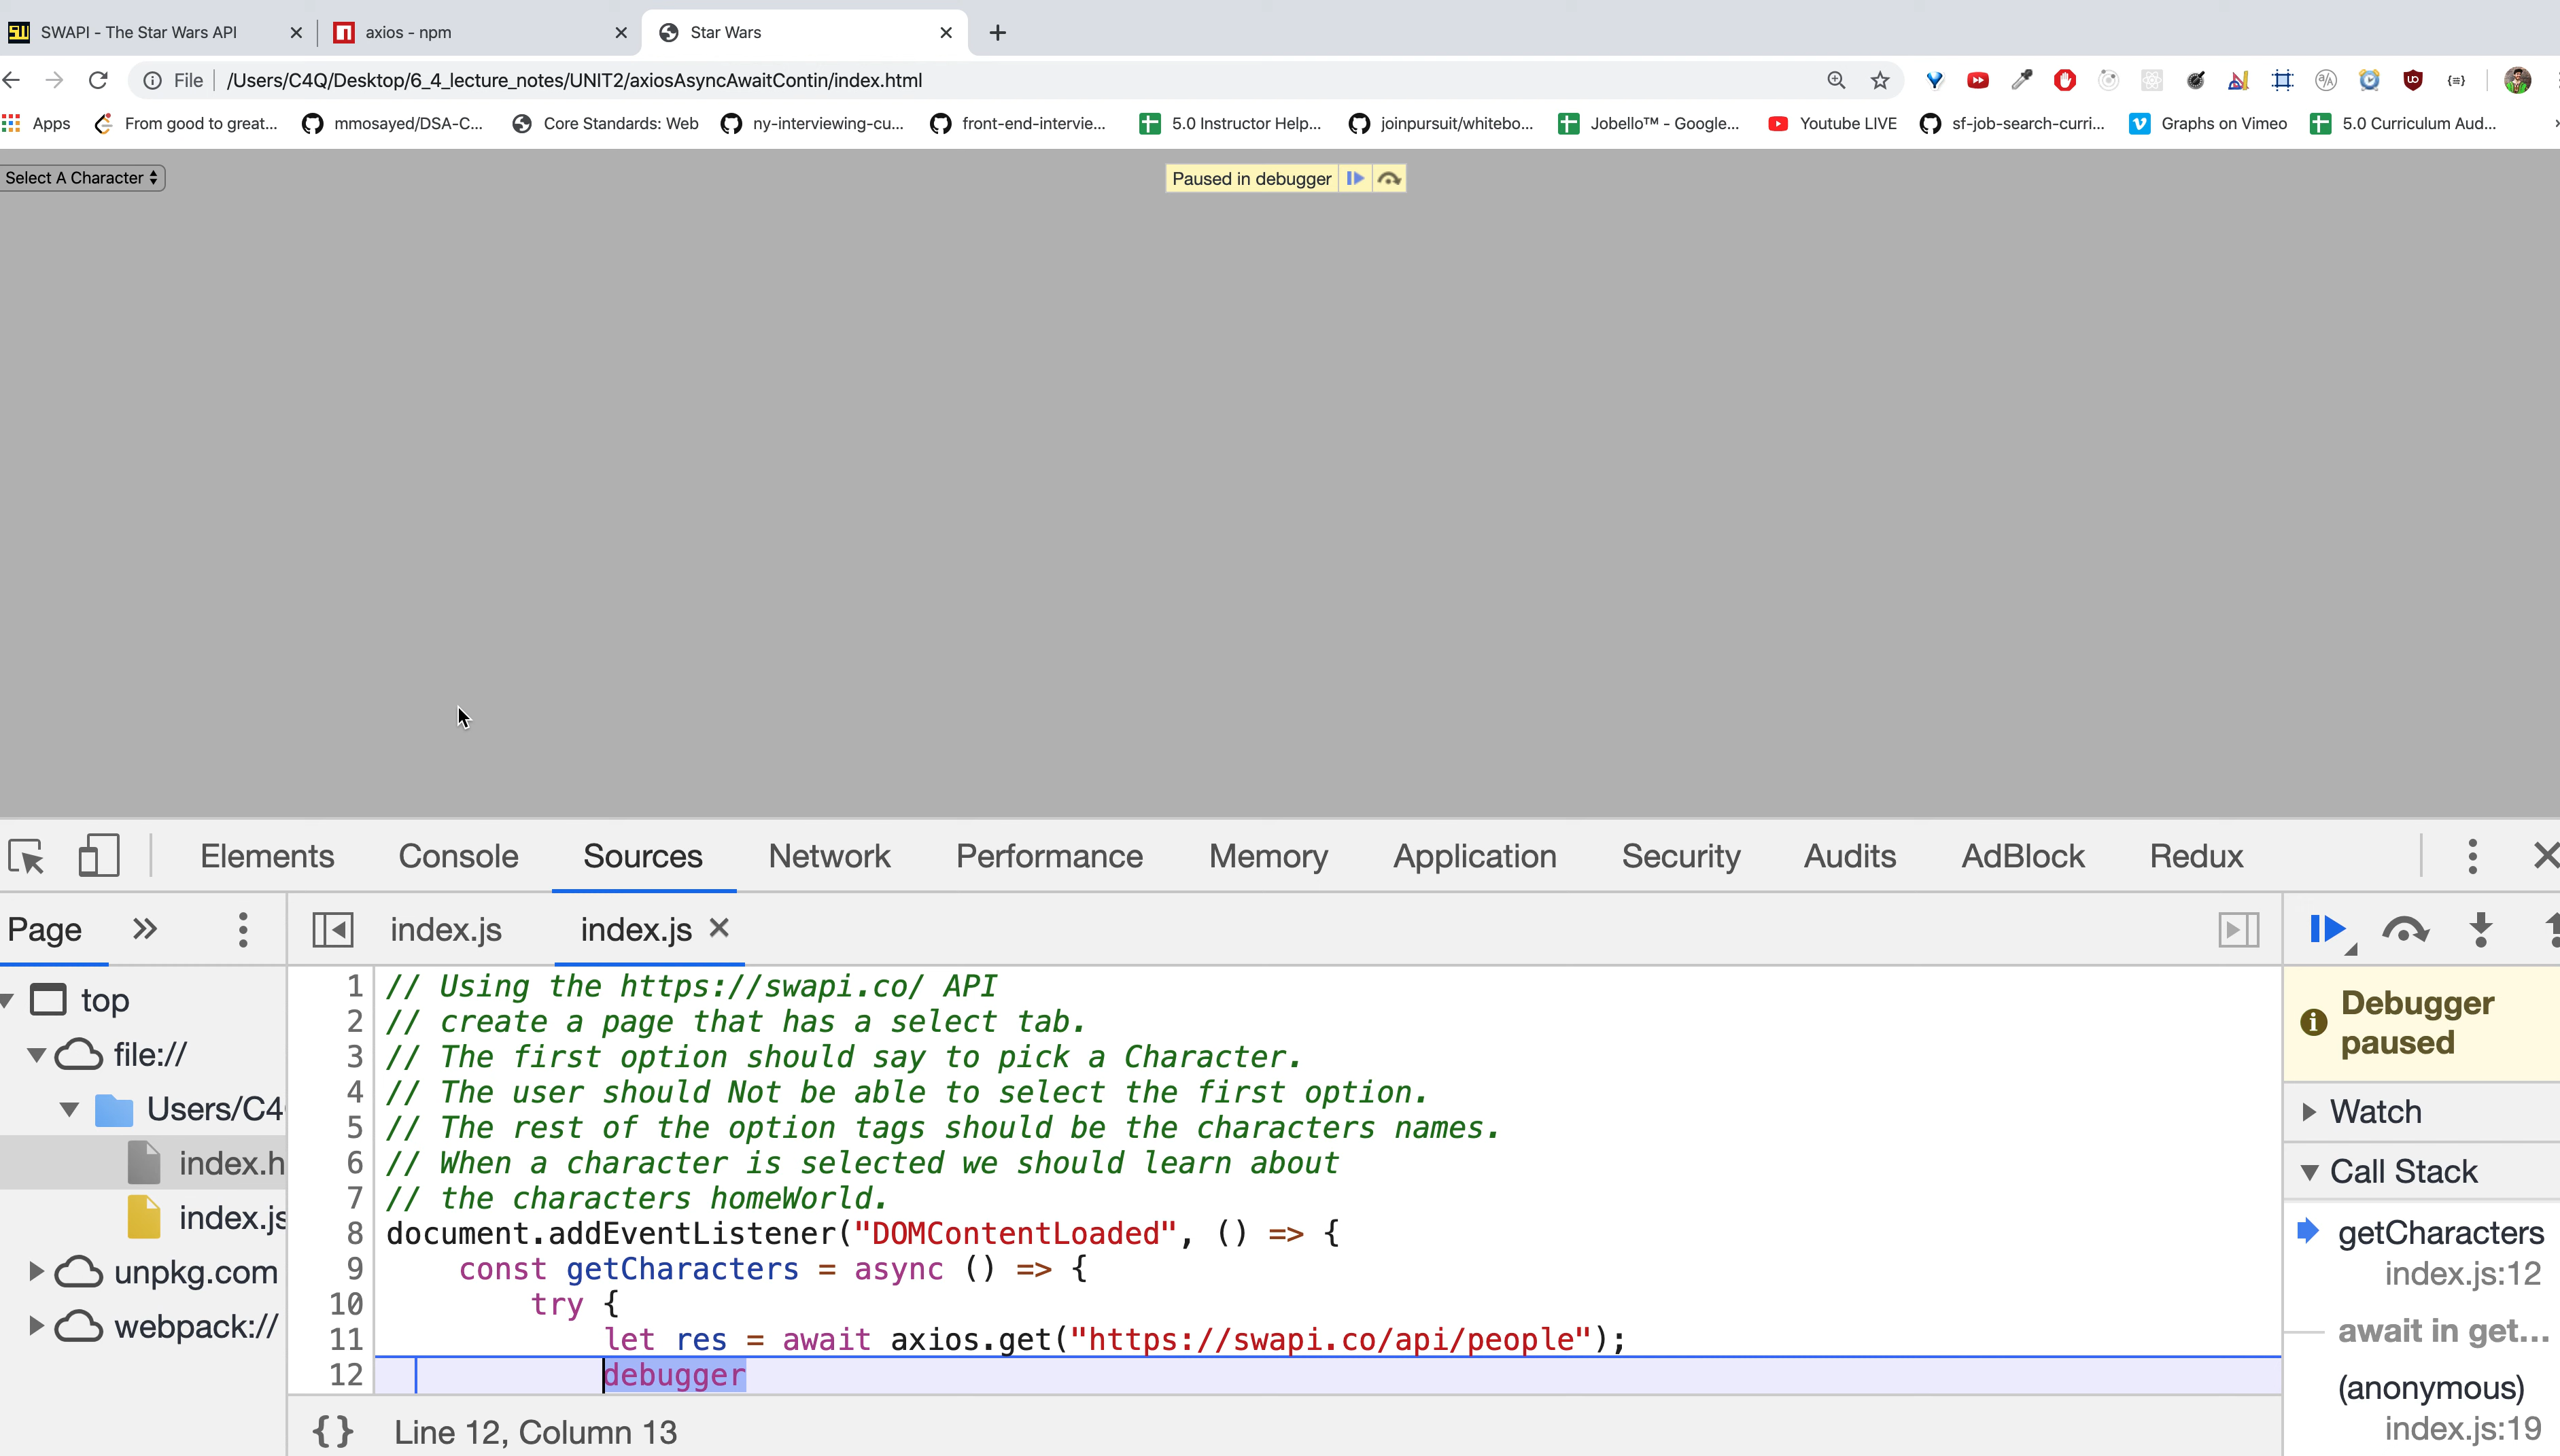 SWAPI - The Star Wars API
axios - npm
Star Wars
File /Users/C4Q/Desktop/6_4_lecture_notes/UNIT2/axiosAsyncAwaitContin/index.html
Apps From good to great... mmosayed/DSA-C... Core Standards: Web ny-interviewing-cu... front-end-intervie... 5.0 Instructor Help... joinpursuit/whitebo... Jobello™ - Google... Youtube LIVE sf-job-search-curri... Graphs on Vimeo 5.0 Curriculum Aud...
Select A Character
Paused in debugger
Elements Console Sources Network Performance Memory Application Security Audits AdBlock Redux
Page
index.js index.js
top
file://
Users/C4
index.h
index.js
unpkg.com
webpack://
1 // Using the https://swapi.co/ API
2 // create a page that has a select tab.
3 // The first option should say to pick a Character.
4 // The user should Not be able to select the first option.
5 // The rest of the option tags should be the characters names.
6 // When a character is selected we should learn about
7 // the characters homeWorld.
8 document.addEventListener("DOMContentLoaded", () => {
9 const getCharacters = async () => {
10 try {
11 let res = await axios.get("https://swapi.co/api/people");
12 debugger
{} Line 12, Column 13
Debugger
paused
Watch
Call Stack
getCharacters
index.js:12
await in get...
(anonymous)
index.js:19